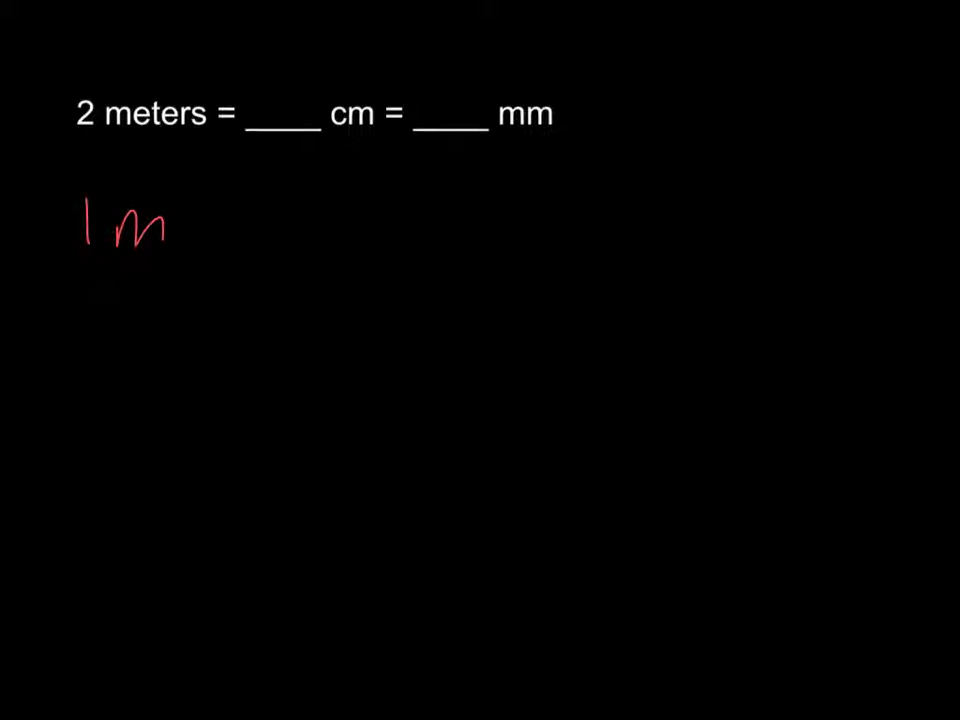 2 meters = ____ cm = ____ mm
1 m